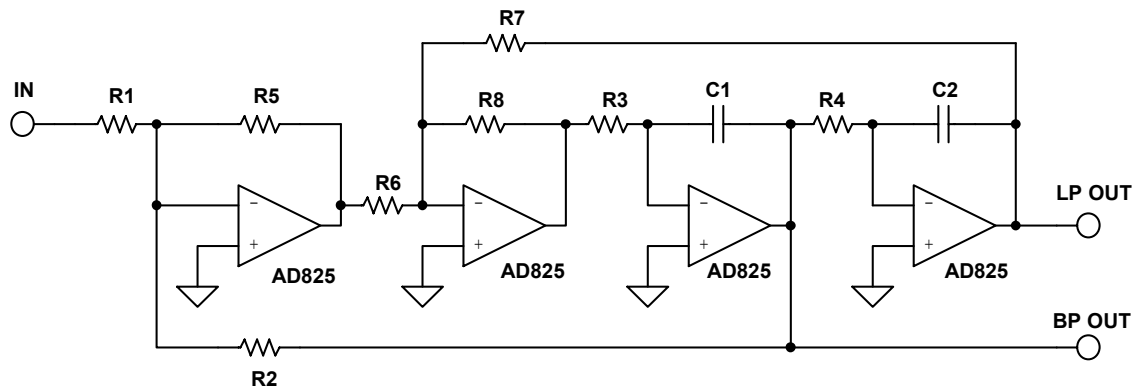 R7
IN
R1
R5
R8
R3
C1
R4
C2
R6
−
+
AD825
−
+
AD825
−
+
AD825
−
+
AD825
LP OUT
BP OUT
R2